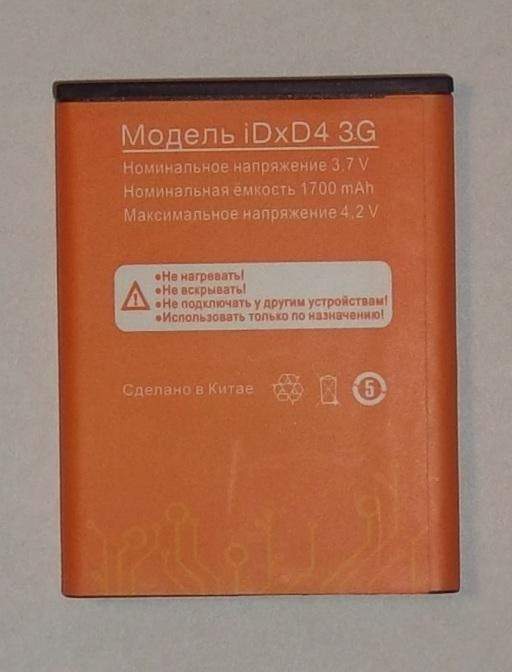 Модель iDxD4 3G
Номинальное напряжение 3,7 V
Номинальная ёмкость 1700 mAh
Максимальное напряжение 4,2 V
•Не нагревать!
•Не вскрывать!
•Не подключать у другим устройствам!
•Использовать только по назначению!
Сделано в Китае
5